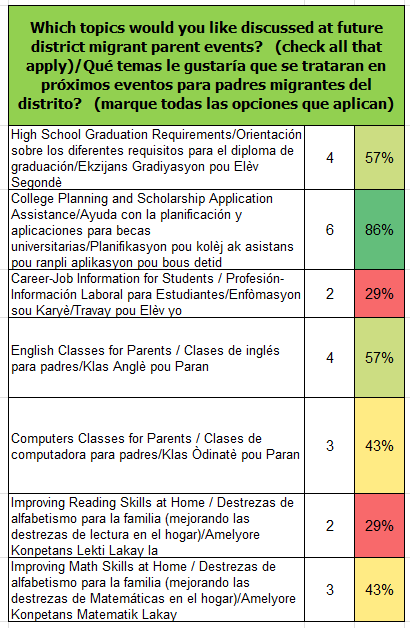 Which topics would you like discussed at future
district migrant parent events?   (check all that
apply)/Qué temas le gustaría que se trataran en
próximos eventos para padres migrantes del
distrito?   (marque todas las opciones que aplican)
High School Graduation Requirements/Orientación
sobre los diferentes requisitos para el diploma de
graduación/Ekzijans Gradiyasyon pou Elèv
Segondè
4
57%
College Planning and Scholarship Application
Assistance/Ayuda con la planificación y
aplicaciones para becas
universitarias/Planifikasyon pou kolèj ak asistans
pou ranpli aplikasyon pou bous detid
6
86%
Career-Job Information for Students / Profesión-
Información Laboral para Estudiantes/Enfòmasyon
sou Karyè/Travay pou Elèv yo
2
29%
English Classes for Parents / Clases de inglés
para padres/Klas Anglè pou Paran
4
57%
Computers Classes for Parents / Clases de
computadora para padres/Klas Òdinatè pou Paran
3
43%
Improving Reading Skills at Home / Destrezas de
alfabetismo para la familia (mejorando las
destrezas de lectura en el hogar)/Amelyore
Konpetans Lekti Lakay la
2
29%
Improving Math Skills at Home / Destrezas de
alfabetismo para la familia (mejorando las
destrezas de Matemáticas en el hogar)/Amelyore
Konpetans Matematik Lakay
3
43%